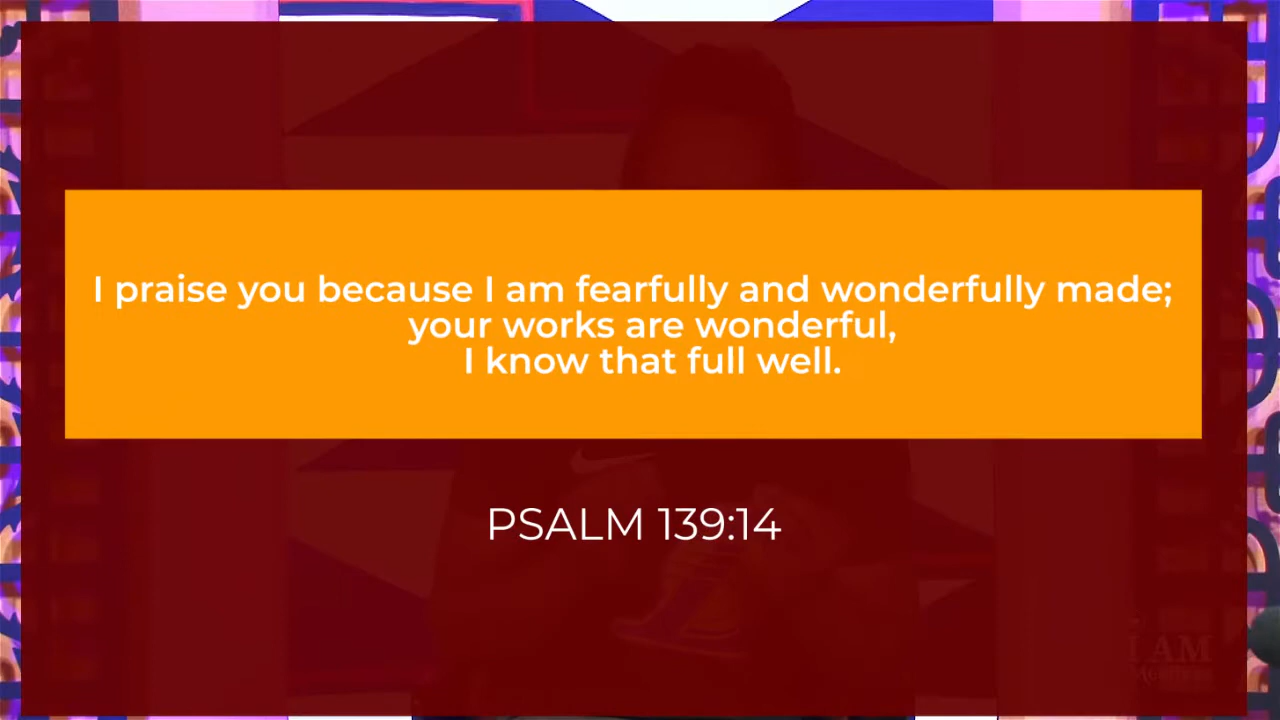 I praise you because I am fearfully and wonderfully made;
your works are wonderful,
I know that full well.
PSALM 139:14
I AM